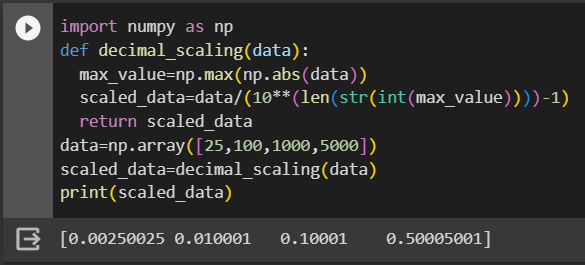 import numpy as np
def decimal_scaling(data):
  max_value=np.max(np.abs(data))
  scaled_data=data/(10**(len(str(int(max_value))))-1)
  return scaled_data
data=np.array([25,100,1000,5000])
scaled_data=decimal_scaling(data)
print(scaled_data)
[0.00250025 0.010001   0.10001    0.50005001]